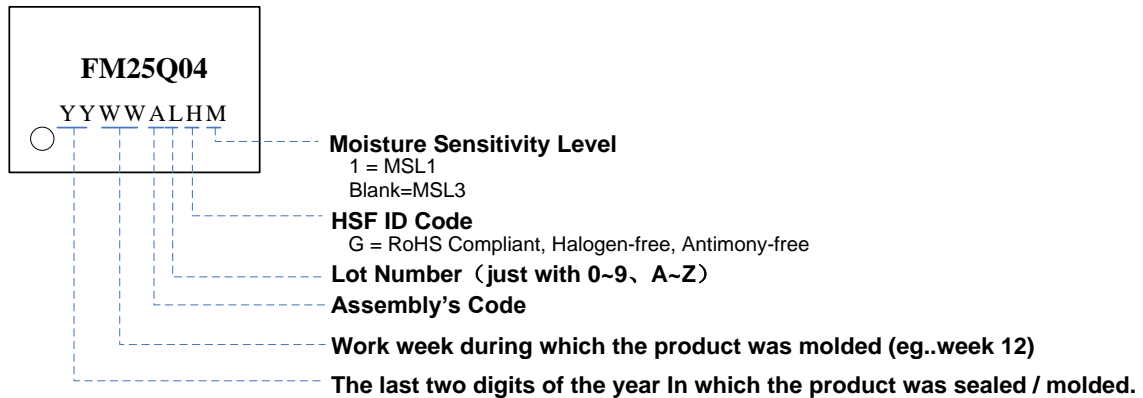 FM25Q04
YYWWALHM
Moisture Sensitivity Level
1 = MSL1
Blank=MSL3
HSF ID Code
G = RoHS Compliant, Halogen-free, Antimony-free
Lot Number（just with 0~9、A~Z）
Assembly’s Code
Work week during which the product was molded (eg..week 12)
The last two digits of the year In which the product was sealed / molded.